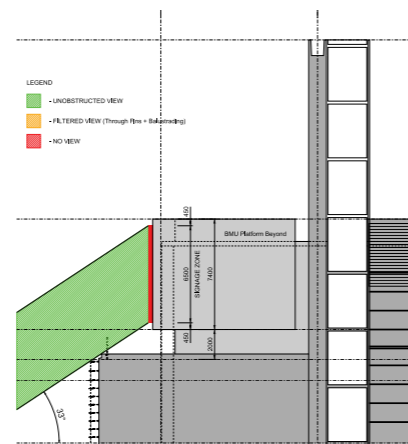 LEGEND
- UNOBSTRUCTED VIEW
- FILTERED VIEW (Through Fins + Balustrading)
- NO VIEW
450
BMU Platform Beyond
6500
SIGNAGE ZONE
7400
450
2000
33°